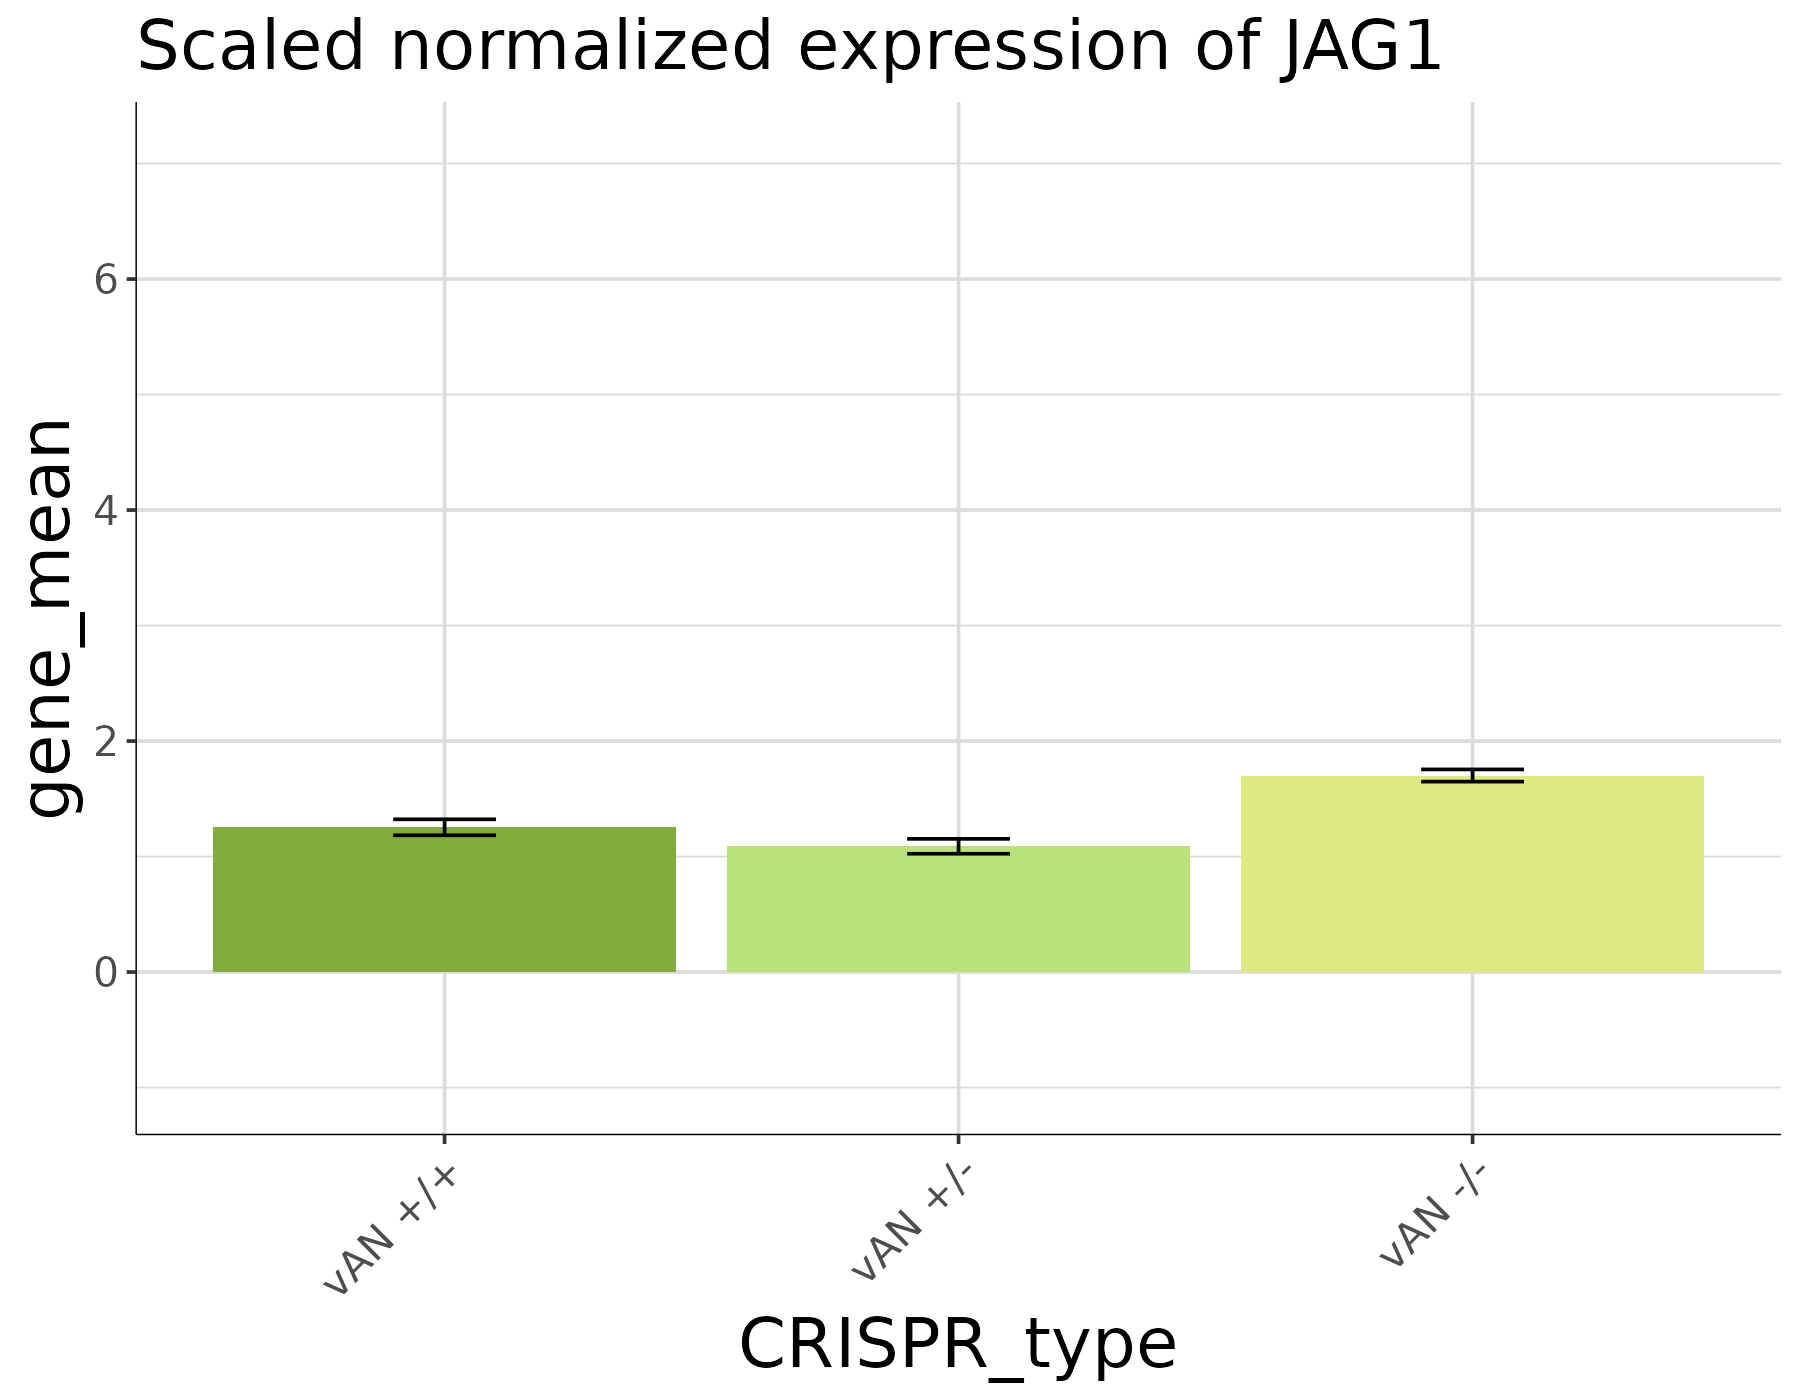 Scaled normalized expression of JAG1
gene_mean
6
4
2
0
vAN +/+
vAN +/-
vAN -/-
CRISPR_type